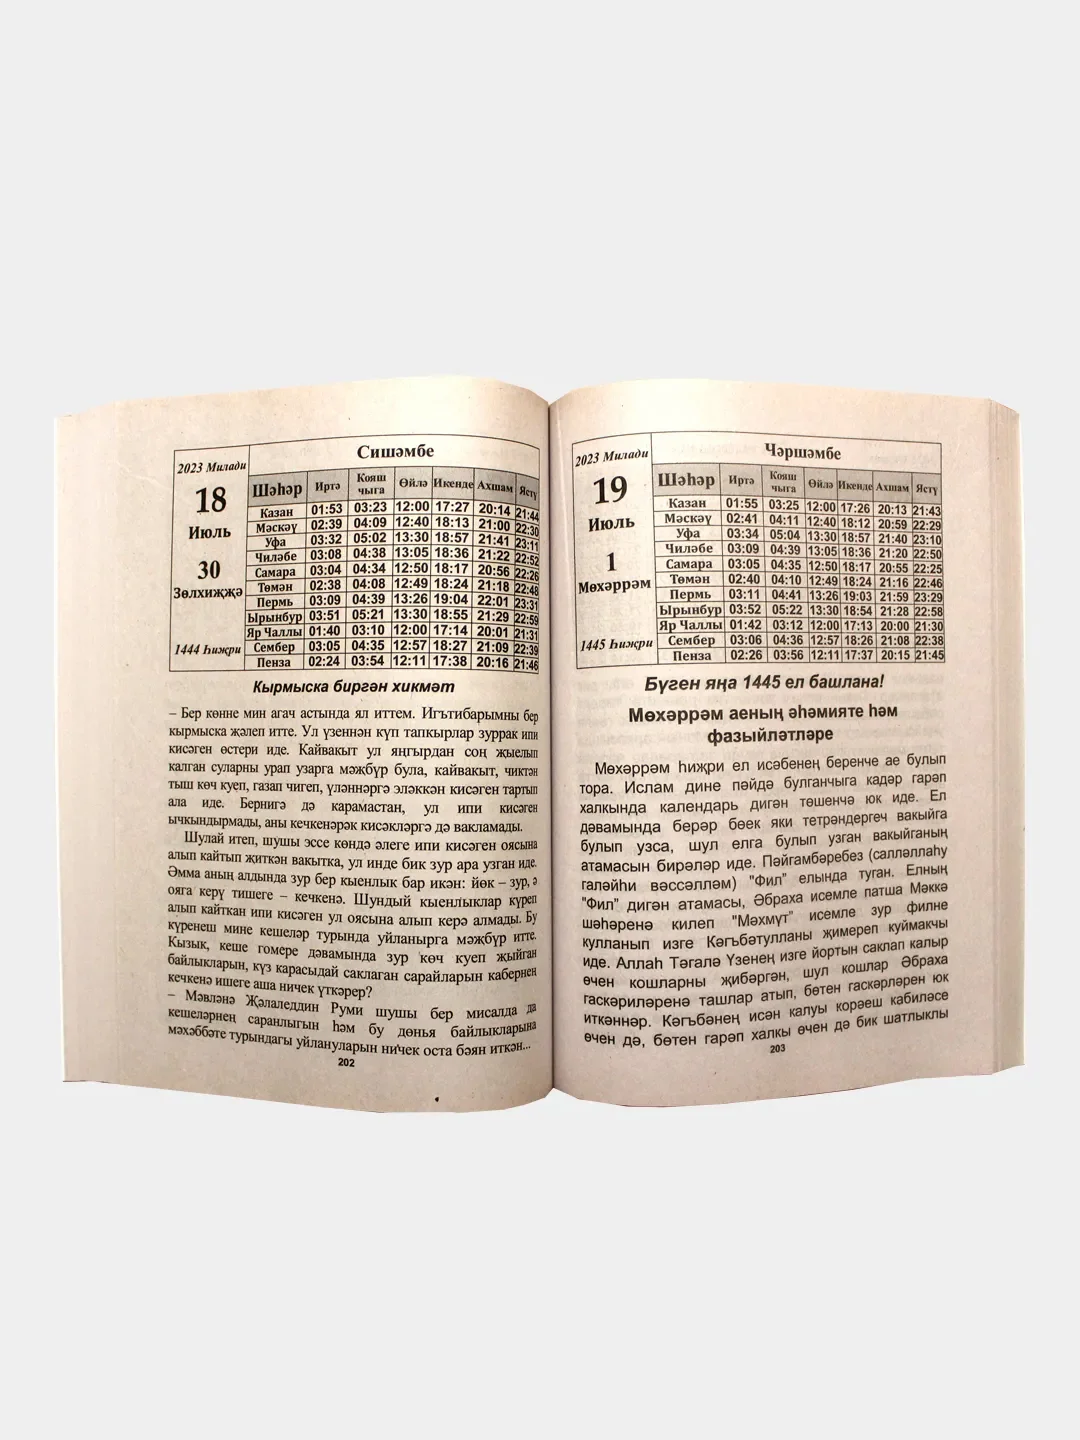 2023 Милади
18
Июль
30
Зөлхиҗҗә
1444 Һиҗри
Сишәмбе
Шәһәр Иртә Кояш чыга Өйлә Икенде Ахшам Ясту
Казан 01:53 03:23 12:00 17:27 20:14 21:44
Мәскәү 02:39 04:09 12:40 18:13 21:00 22:30
Уфа 03:32 05:02 13:30 18:57 21:41 23:11
Чиләбе 03:08 04:38 13:05 18:36 21:22 22:52
Самара 03:04 04:34 12:50 18:17 20:56 22:26
Төмән 02:38 04:08 12:49 18:24 21:18 22:48
Пермь 03:09 04:39 13:26 19:04 22:01 23:31
Ырынбур 03:51 05:21 13:30 18:55 21:29 22:59
Яр Чаллы 01:40 03:10 12:00 17:14 20:01 21:31
Сембер 03:05 04:35 12:57 18:27 21:09 22:39
Пенза 02:24 03:54 12:11 17:38 20:16 21:46
Кырмыска биргән хикмәт
– Бер көнне мин агач астында ял иттем. Игътибарымны бер
кырмыска җәлеп итте. Ул үзеннән күп тапкырлар зуррак ипи
кисәген өстери иде. Кайвакыт ул яңгырдан соң җыелып
калган суларны урап узарга мәҗбүр була, кайвакыт, чиктән
тыш көч куеп, газап чигеп, үләннәргә эләккән кисәген тартып
ала иде. Бернигә дә карамастан, ул ипи кисәген
ычкындырмады, аны кечкенәрәк кисәкләргә дә вакламады.
Шулай итеп, шушы эссе көндә әлеге ипи кисәген оясына
алып кайтып җиткән вакытка, ул инде бик зур ара узган иде.
Әмма аның алдында зур бер кыенлык бар икән: йөк – зур, ә
ояга керү тишеге – кечкенә. Шундый кыенлыклар күреп
алып кайткан ипи кисәген ул оясына алып керә алмады. Бу
күренеш мине кешеләр турында уйланырга мәҗбүр итте.
Кызык, кеше гомере дәвамында зур көч куеп җыйган
байлыкларын, күз карасыдай саклаган сарайларын кабернең
кечкенә ишеге аша ничек үткәрер?
– Мәвләнә Җәлаледдин Руми шушы бер мисалда да
кешеләрнең саранлыгын һәм бу дөнья байлыкларына
мәхәббәте турындагы уйлануларын ничек оста бәян иткән...
202
2023 Милади
19
Июль
1
Мөхәррәм
1445 Һиҗри
Чәршәмбе
Шәһәр Иртә Кояш чыга Өйлә Икенде Ахшам Ясту
Казан 01:55 03:25 12:00 17:26 20:13 21:43
Мәскәү 02:41 04:11 12:40 18:12 20:59 22:29
Уфа 03:34 05:04 13:30 18:57 21:40 23:10
Чиләбе 03:09 04:39 13:05 18:36 21:20 22:50
Самара 03:05 04:35 12:50 18:17 20:55 22:25
Төмән 02:40 04:10 12:49 18:24 21:16 22:46
Пермь 03:11 04:41 13:26 19:03 21:59 23:29
Ырынбур 03:52 05:22 13:30 18:54 21:28 22:58
Яр Чаллы 01:42 03:12 12:00 17:13 20:00 21:30
Сембер 03:06 04:36 12:57 18:26 21:08 22:38
Пенза 02:26 03:56 12:11 17:37 20:15 21:45
Бүген яңа 1445 ел башлана!
Мөхәррәм аеның әһәмияте һәм
фазыйләтләре
Мөхәррәм Һиҗри ел исәбенең беренче ае булып
тора. Ислам дине пәйдә булганчыга кадәр гарәп
халкында календарь дигән төшенчә юк иде. Ел
дәвамында берәр бөек яки тетрәндергеч вакыйга
булып узса, шул елга булып узган вакыйганың
атамасын бирәләр иде. Пәйгамбәребез (салләллаһу
галәйһи вәссәлләм) "Фил" елында туган. Елның
"Фил" дигән атамасы, Әбраха исемле патша Мәккә
шәһәренә килеп "Мәхмүт" исемле зур филне
кулланып изге Кәгъбәтулланы җимереп куймакчы
иде. Аллаһ Тәгалә Үзенең изге йортын саклап калыр
өчен кошларны җибәргән, шул кошлар Әбраха
гаскәриләренә ташлар атып, бөтен гаскәрләрен юк
иткәннәр. Кәгъбәнең исән калуы корәеш кабиләсе
өчен дә, бөтен гарәп халкы өчен дә бик шатлыклы
203